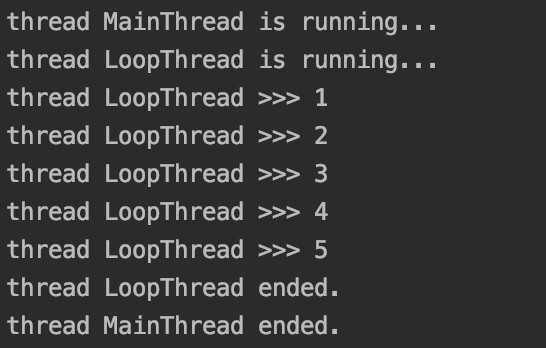 thread MainThread is running...
thread LoopThread is running...
thread LoopThread >>> 1
thread LoopThread >>> 2
thread LoopThread >>> 3
thread LoopThread >>> 4
thread LoopThread >>> 5
thread LoopThread ended.
thread MainThread ended.